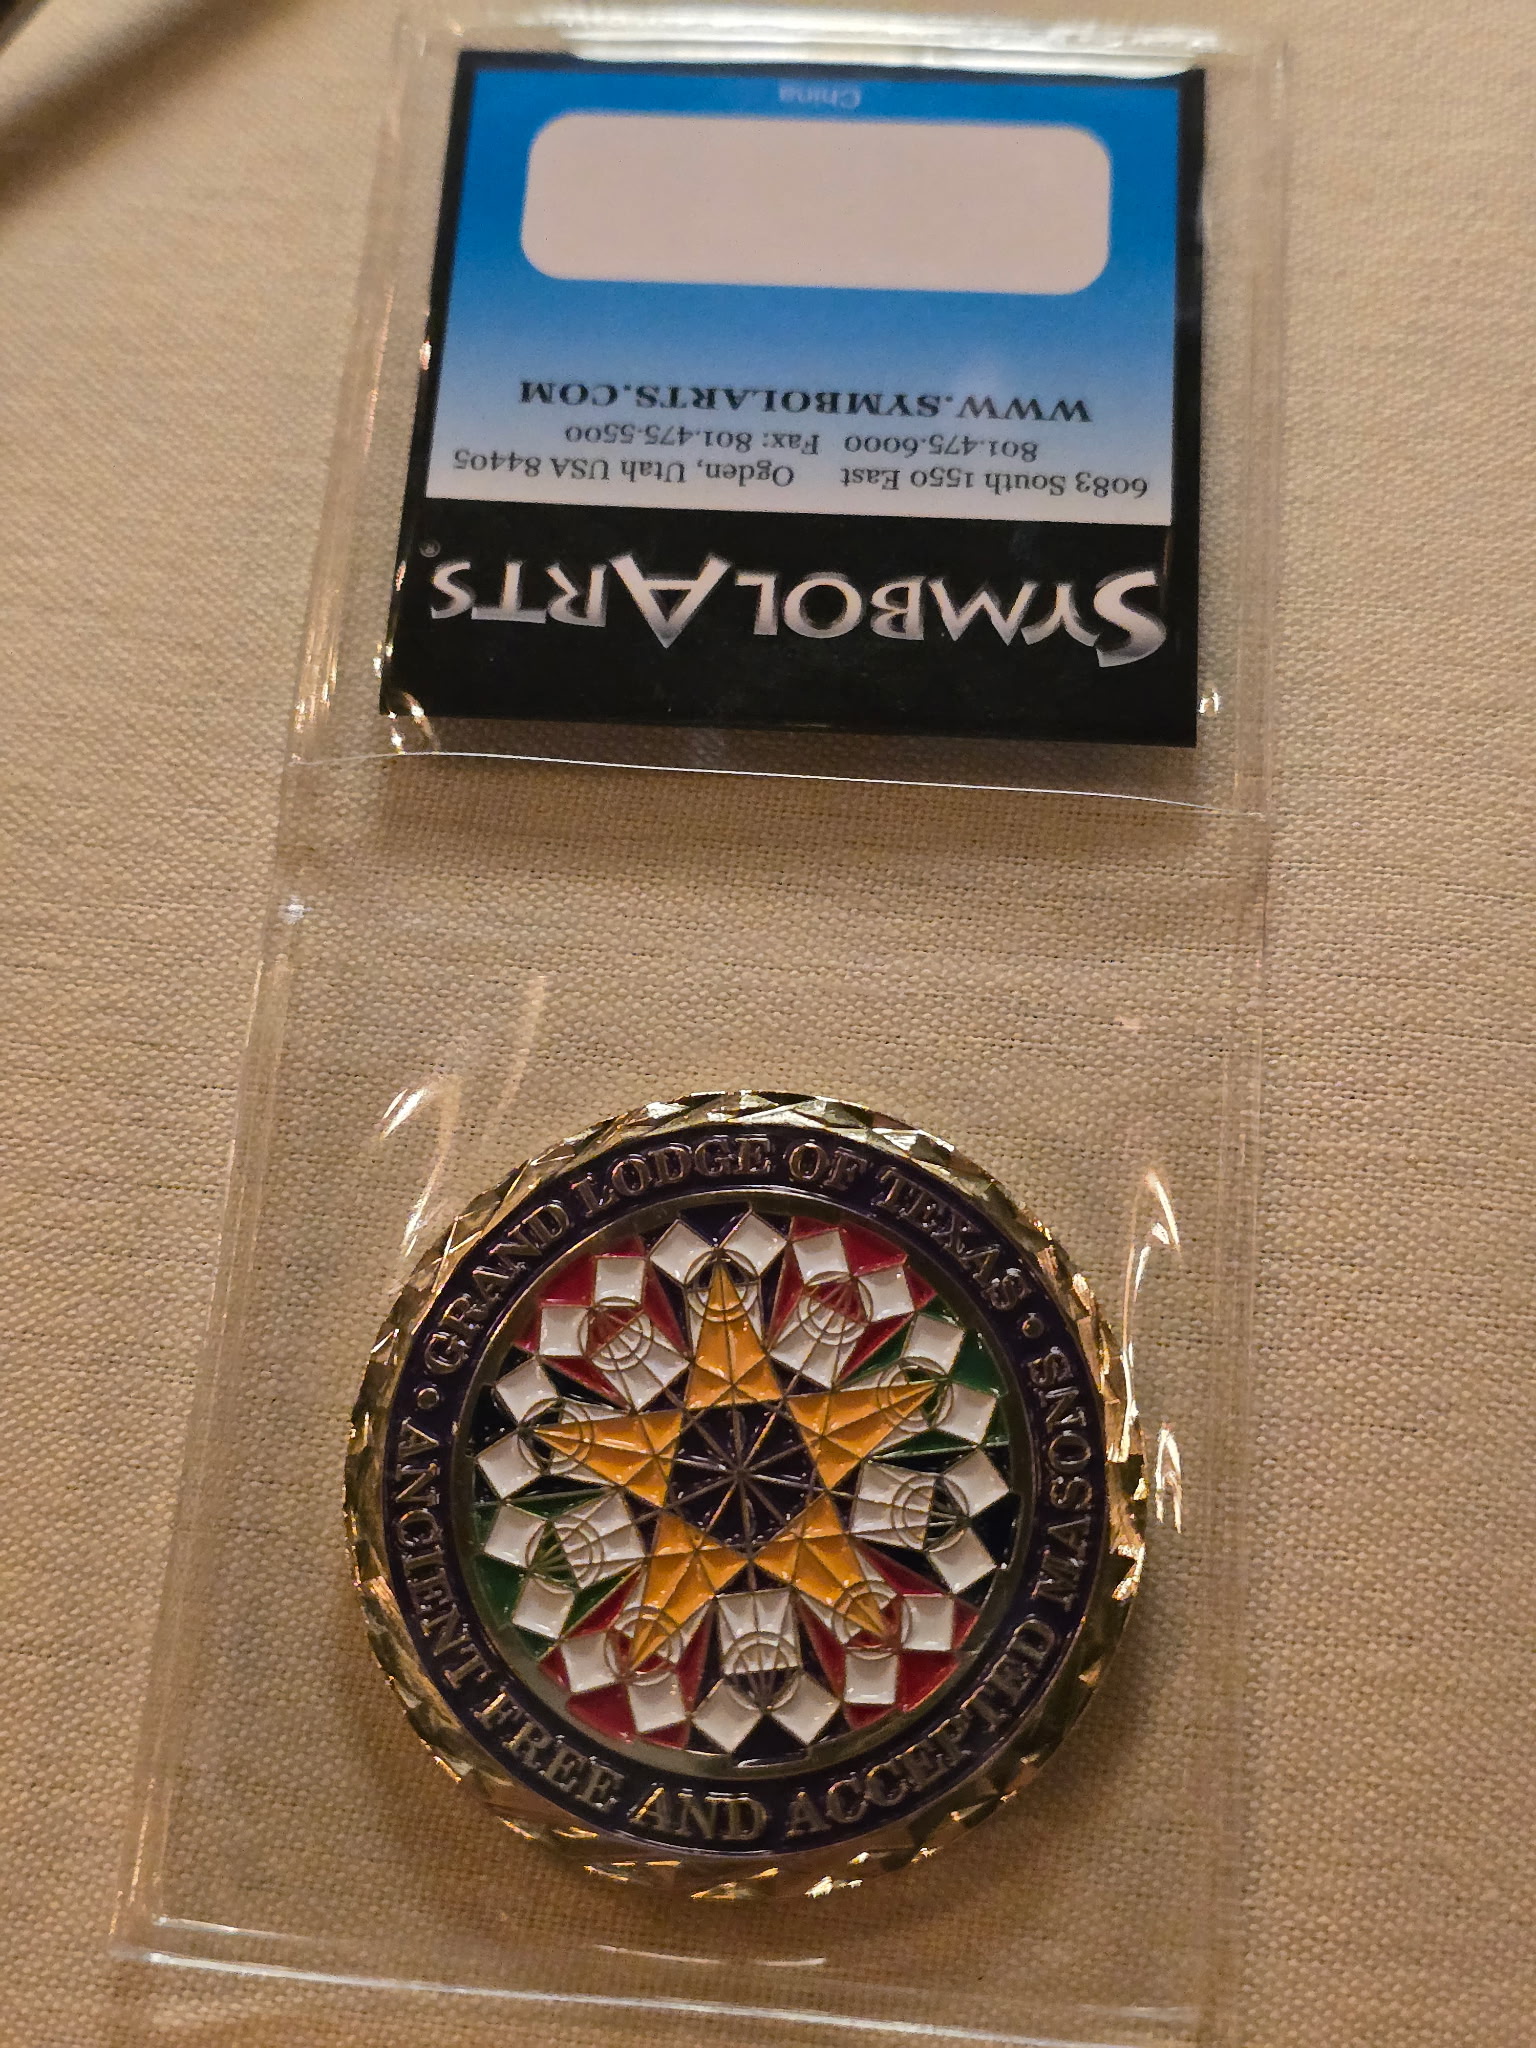 SYMBOLARTS®
6083 South 1550 East Ogden, Utah USA 84405
801.475.6000 Fax: 801.475.5500
WWW.SYMBOLARTS.COM
China
GRAND LODGE OF TEXAS •
ANCIENT FREE AND ACCEPTED MASONS •